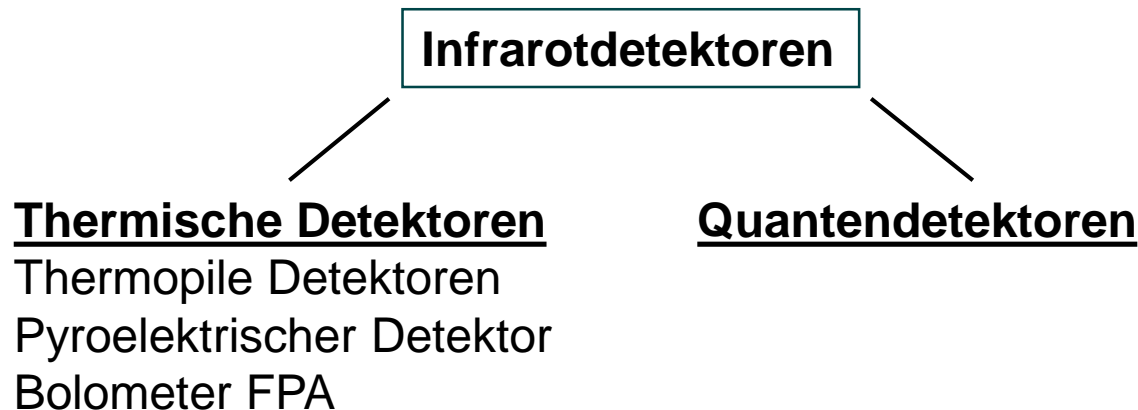 Infrarotdetektoren
Thermische Detektoren
Thermopile Detektoren
Pyroelektrischer Detektor
Bolometer FPA
Quantendetektoren